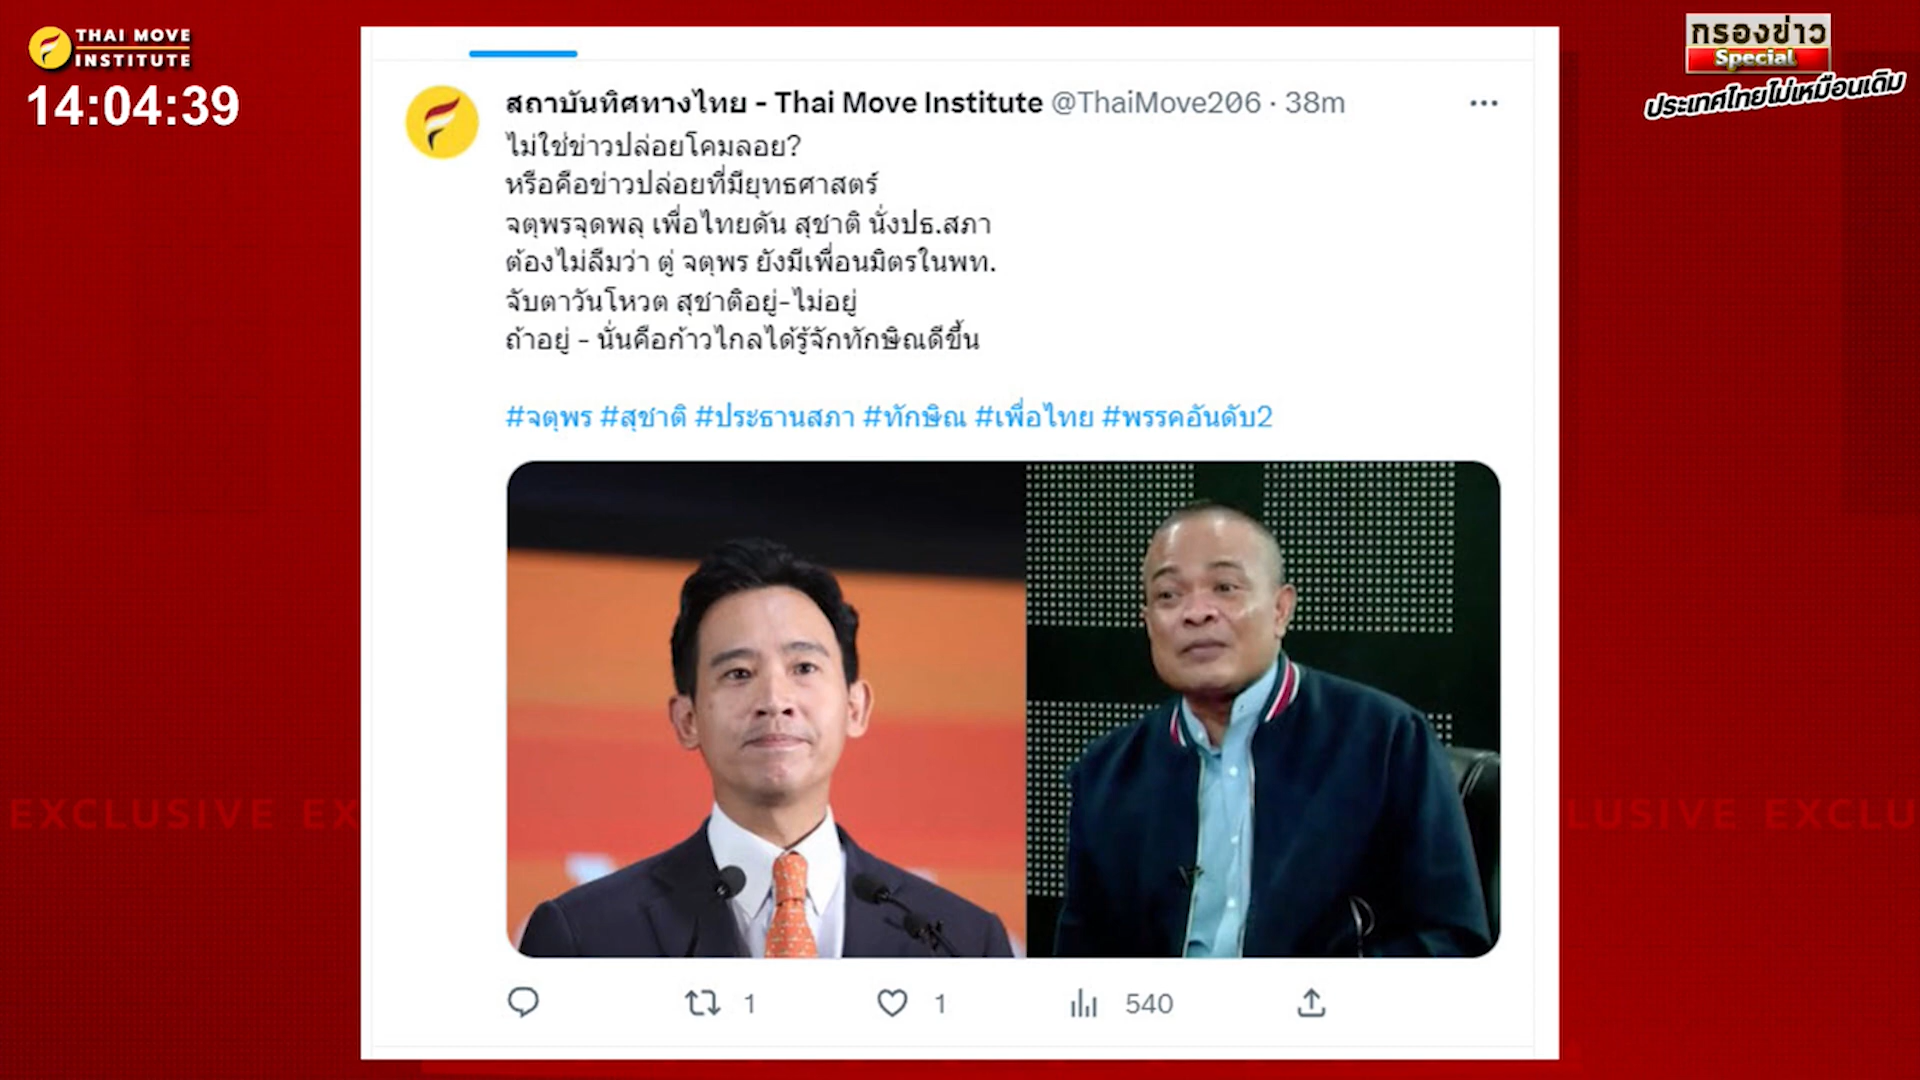 THAI MOVE
INSTITUTE
14:04:39
กรองข่าว
Special
ประเทศไทยไม่เหมือนเดิม
สถาบันทิศทางไทย - Thai Move Institute @ThaiMove206 · 38m
ไม่ใช่ข่าวปล่อยโคมลอย?
หรือคือข่าวปล่อยที่มียุทธศาสตร์
จตุพรจุดพลุ เพื่อไทยดัน สุชาติ นั่งปธ.สภา
ต้องไม่ลืมว่า ตู่ จตุพร ยังมีเพื่อนมิตรในพท.
จับตาวันโหวต สุชาติอยู่-ไม่อยู่
ถ้าอยู่ - นั่นคือก้าวไกลได้รู้จักทักษิณดีขึ้น
#จตุพร #สุชาติ #ประธานสภา #ทักษิณ #เพื่อไทย #พรรคอันดับ2
1 1 540
EXCLUSIVE EX
LUSIVE EXCLU